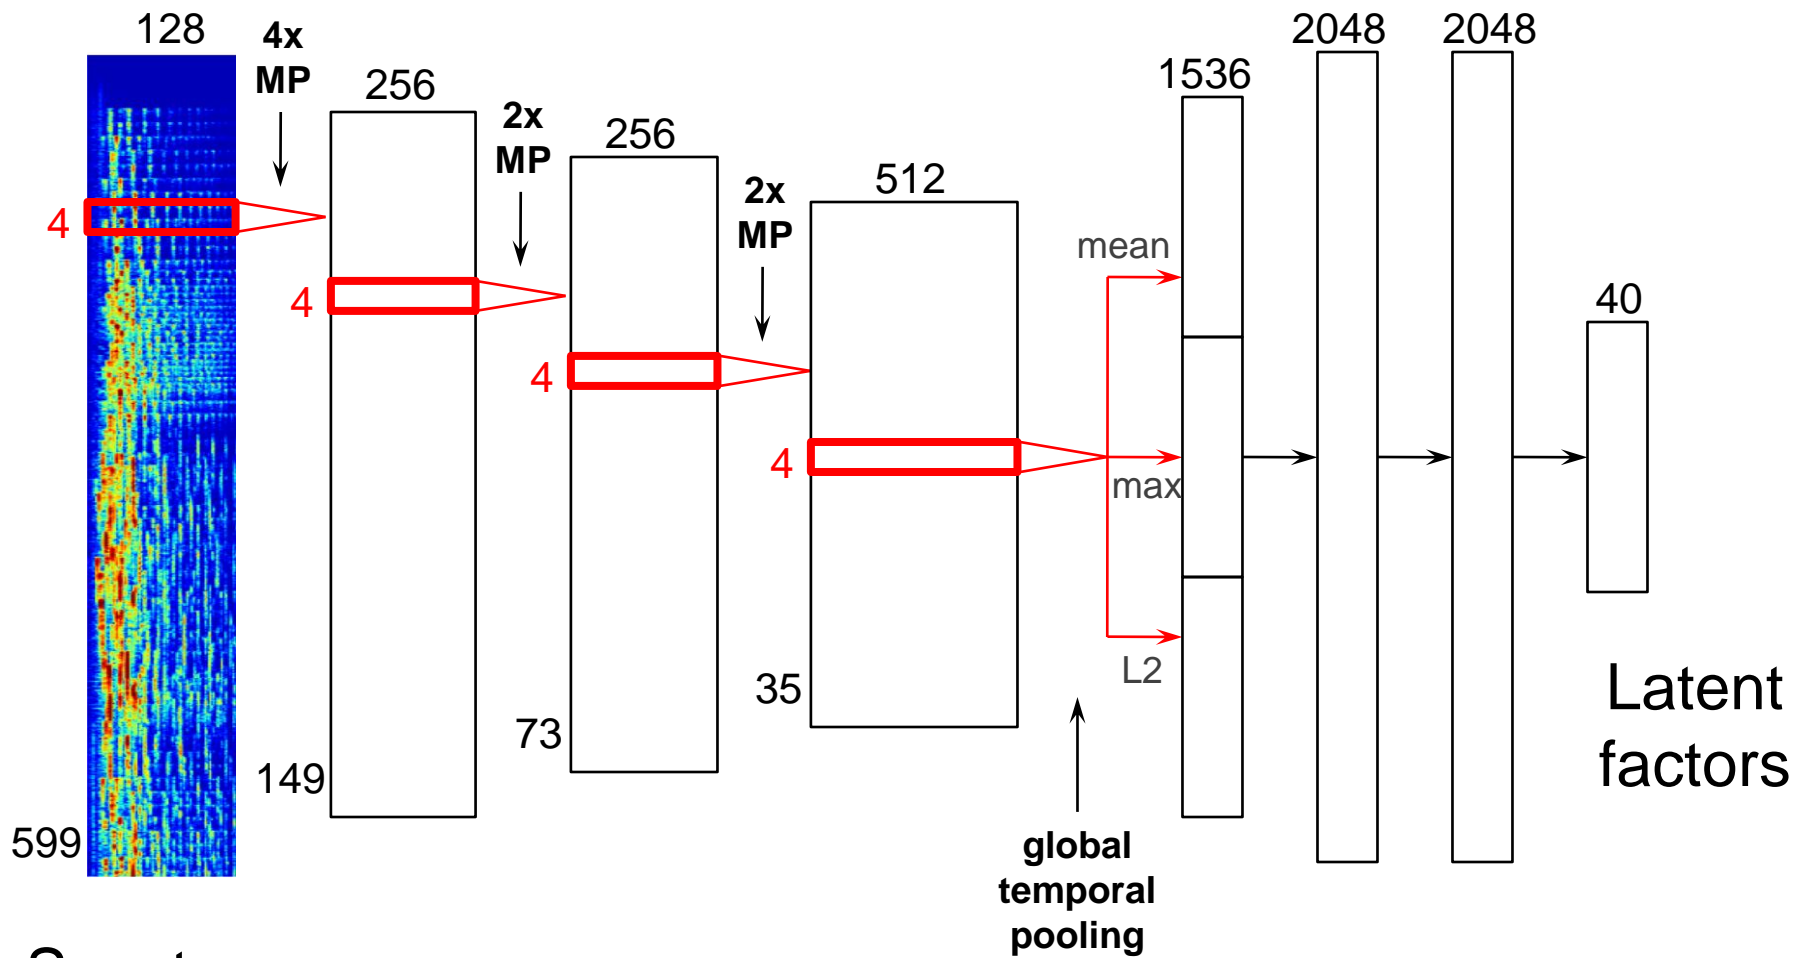 128
4x
MP
256
2x
MP
256
2x
MP
512
1536
2048
2048
40
4
4
4
4
mean
max
L2
599
149
73
35
global
temporal
pooling
Latent
factors